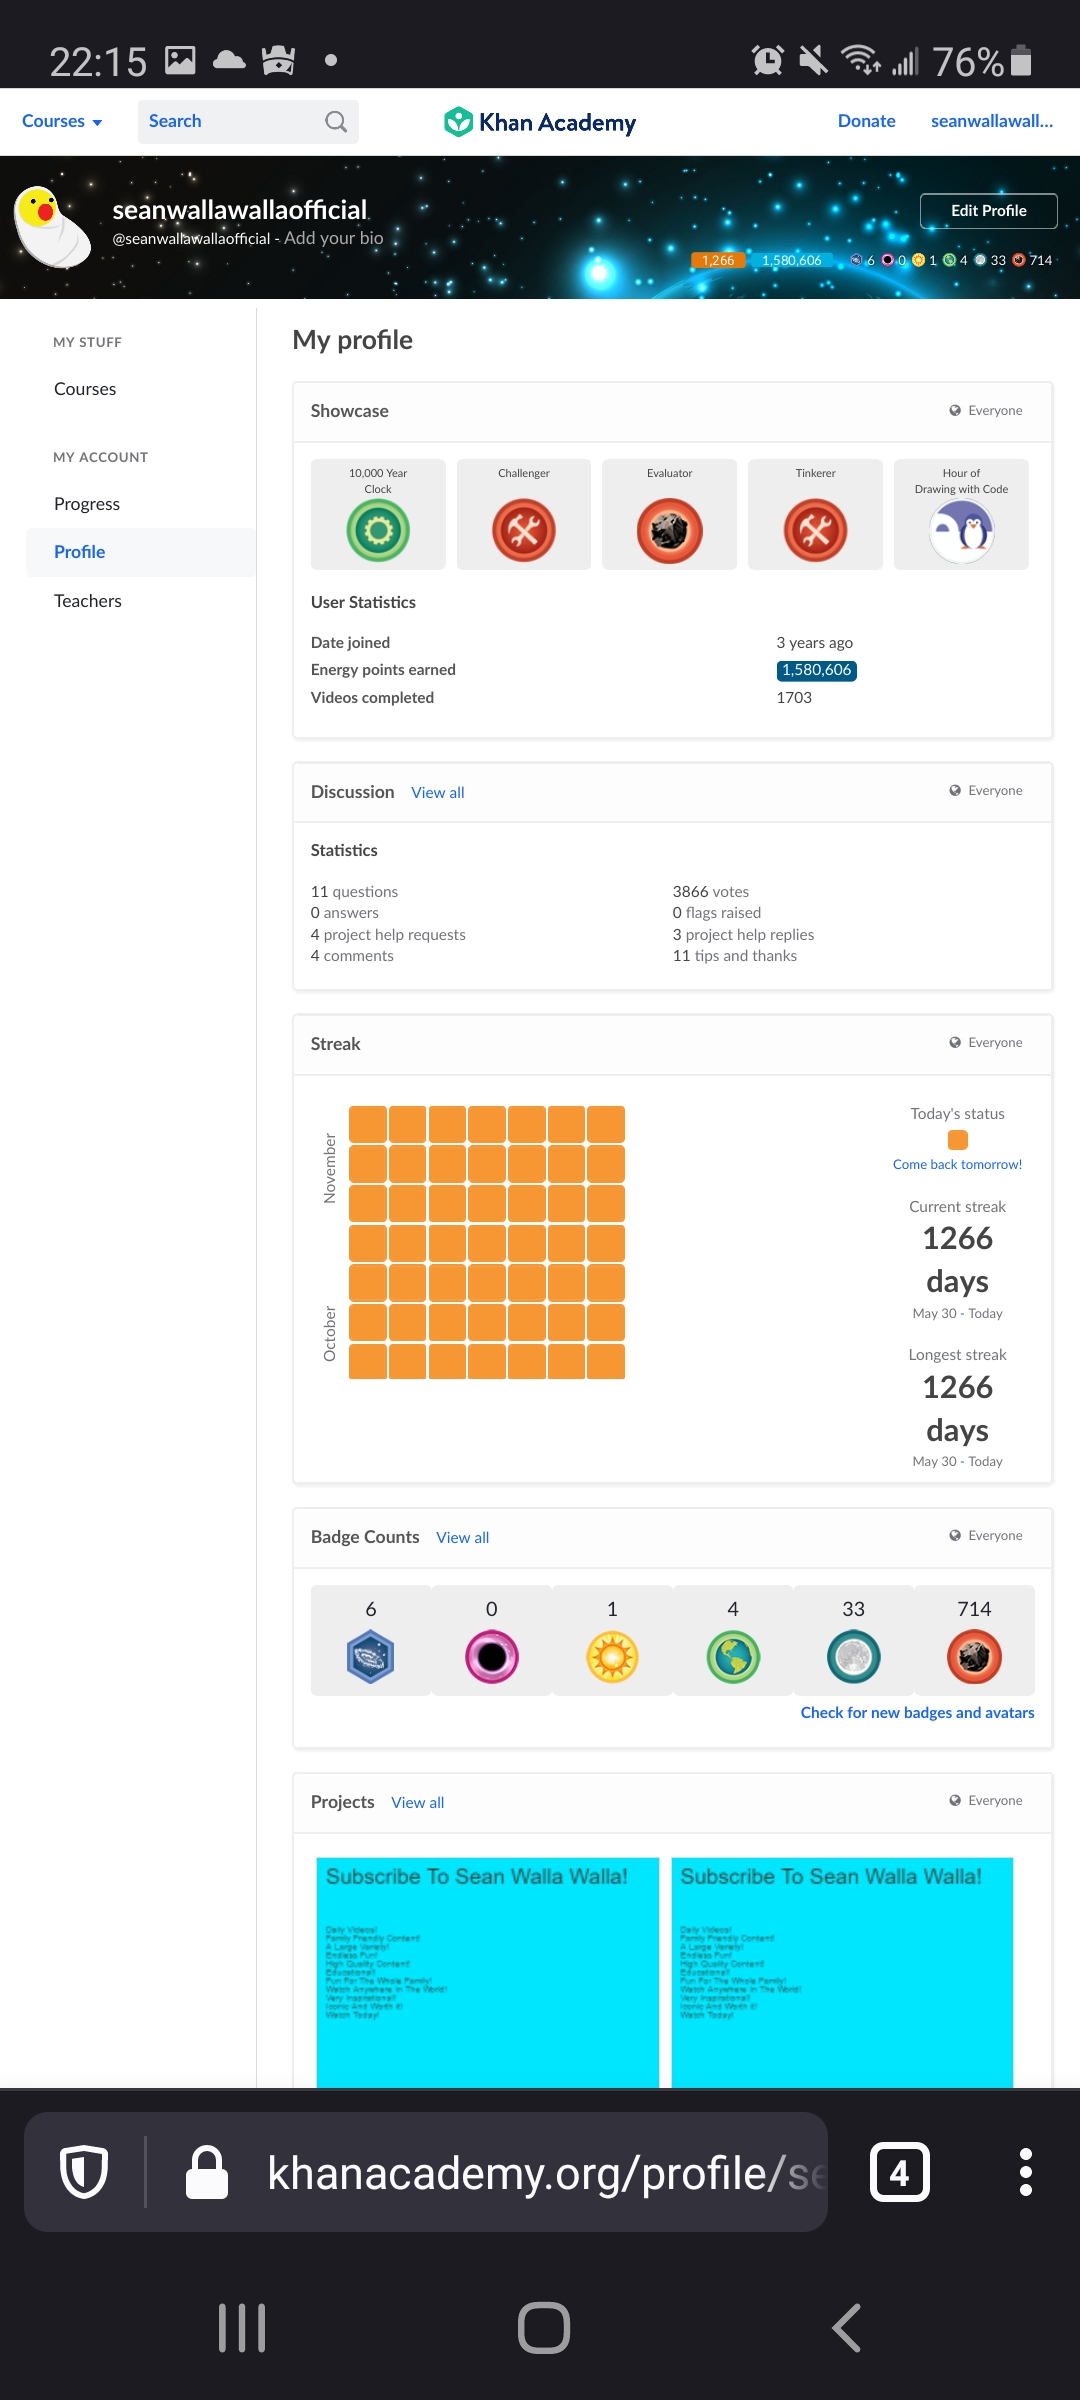 22:15
76%
Courses
Search
Khan Academy
Donate
seanwallawall...
seanwallawallaofficial
@seanwallawallaofficial - Add your bio
Edit Profile
1,266
1,580,606
6
0
1
4
33
714
MY STUFF
Courses
MY ACCOUNT
Progress
Profile
Teachers
My profile
Showcase
Everyone
10,000 Year
Clock
Challenger
Evaluator
Tinkerer
Hour of
Drawing with Code
User Statistics
Date joined
3 years ago
Energy points earned
1,580,606
Videos completed
1703
Discussion
View all
Everyone
Statistics
11 questions
3866 votes
0 answers
0 flags raised
4 project help requests
3 project help replies
4 comments
11 tips and thanks
Streak
Everyone
November
October
Today's status
Come back tomorrow!
Current streak
1266
days
May 30 - Today
Longest streak
1266
days
May 30 - Today
Badge Counts
View all
Everyone
6
0
1
4
33
714
Check for new badges and avatars
Projects
View all
Everyone
Subscribe To Sean Walla Walla!
Daily Videos!
Family Friendly Content!
A Large Variety!
Endless Fun!
High Quality Content!
Educational!
Fun For The Whole Family!
Watch Anywhere In The World!
Very Inspirational!
Iconic And Worth It!
Watch Today!
Subscribe To Sean Walla Walla!
Daily Videos!
Family Friendly Content!
A Large Variety!
Endless Fun!
High Quality Content!
Educational!
Fun For The Whole Family!
Watch Anywhere In The World!
Very Inspirational!
Iconic And Worth It!
Watch Today!
khanacademy.org/profile/se
4